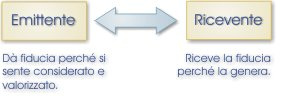 Emittente
Ricevente
Dà fiducia perché si
sente considerato e
valorizzato.
Riceve la fiducia
perché la genera.